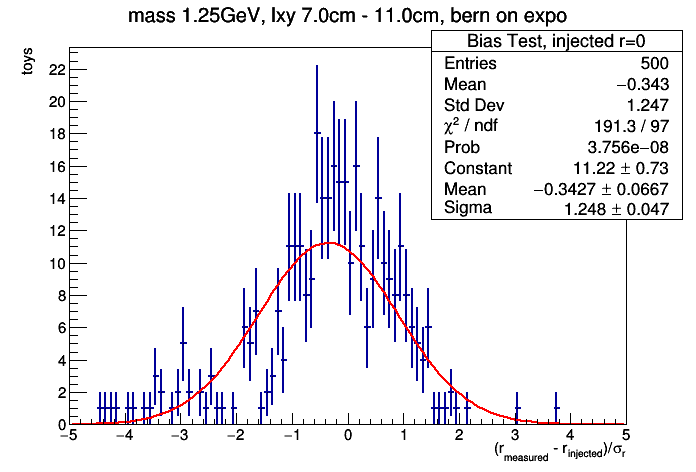 mass 1.25GeV, lxy 7.0cm - 11.0cm, bern on expo
toys
Bias Test, injected r=0
Entries 500
Mean −0.343
Std Dev 1.247
χ² / ndf 191.3 / 97
Prob 3.756e−08
Constant 11.22 ± 0.73
Mean −0.3427 ± 0.0667
Sigma 1.248 ± 0.047
22
20
18
16
14
12
10
8
6
4
2
0
−5 −4 −3 −2 −1 0 1 2 3 4 5
(r_measured - r_injected)/σ_r